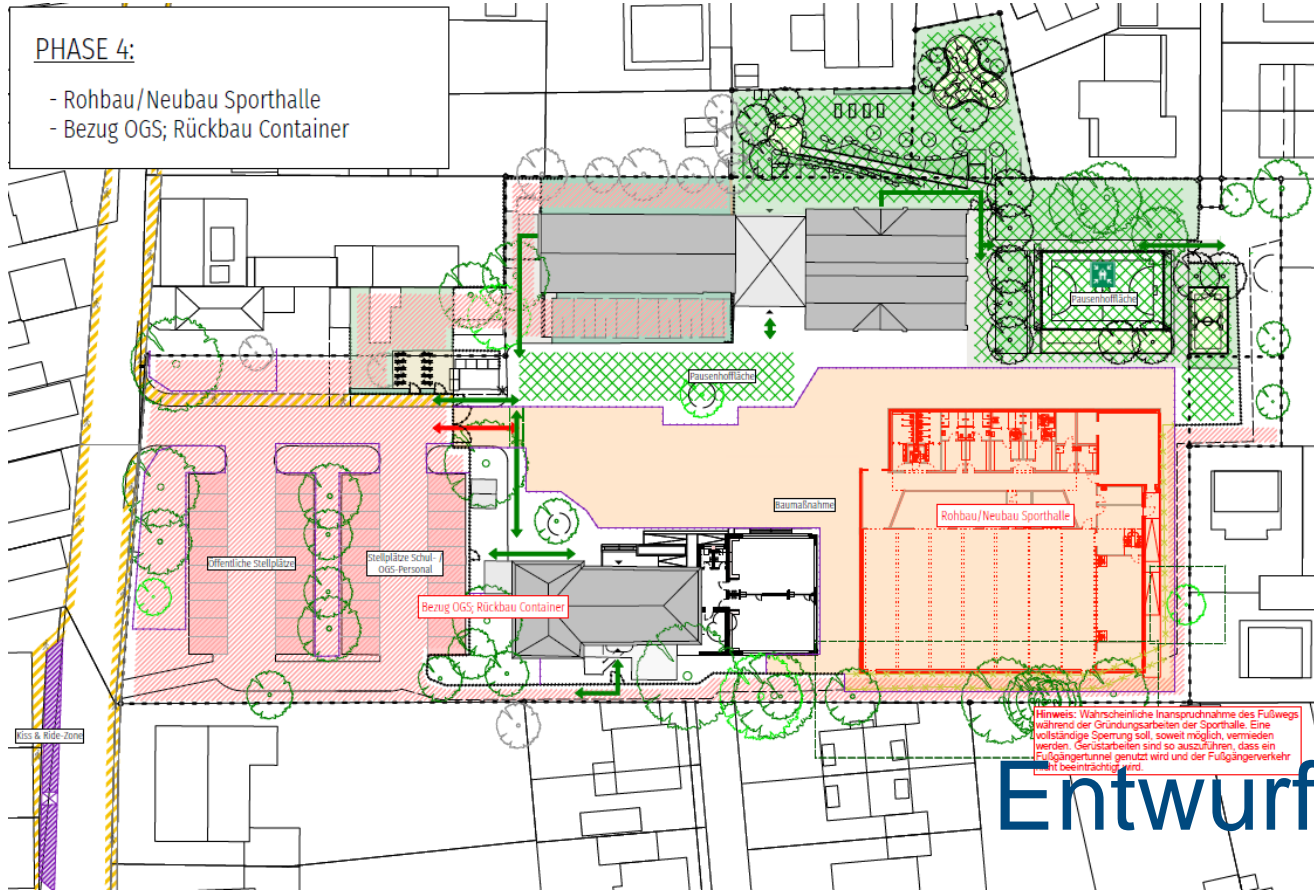 PHASE 4:
- Rohbau/Neubau Sporthalle
- Bezug OGS; Rückbau Container
Pausenhoffläche
Pausenhoffläche
Baumaßnahme
Rohbau/Neubau Sporthalle
Öffentliche Stellplätze
Stellplätze Schul- /
OGS-Personal
Bezug OGS; Rückbau Container
Kiss & Ride-Zone
Hinweis: Wahrscheinliche Inanspruchnahme des Fußwegs
während der Gründungsarbeiten der Sporthalle. Eine
vollständige Sperrung soll, soweit möglich, vermieden
werden. Gerüstarbeiten sind so auszuführen, dass ein
Fußgängertunnel genutzt wird und der Fußgängerverkehr
nicht beeinträchtigt wird.
Entwurf